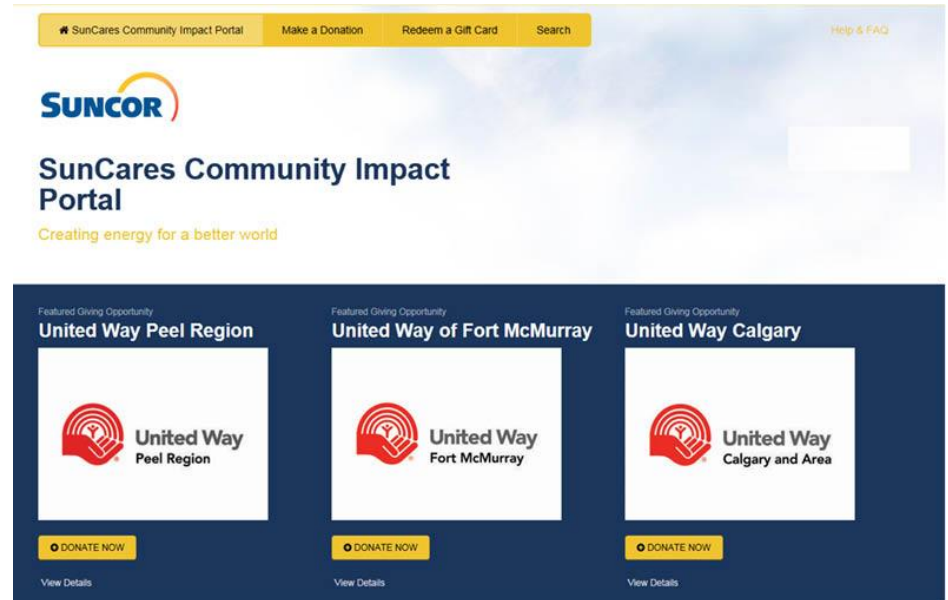 SunCares Community Impact Portal
Make a Donation
Redeem a Gift Card
Search
Help & FAQ
SUNCOR
SunCares Community Impact
Portal
Creating energy for a better world
Featured Giving Opportunity
United Way Peel Region
United Way
Peel Region
DONATE NOW
View Details
Featured Giving Opportunity
United Way of Fort McMurray
United Way
Fort McMurray
DONATE NOW
View Details
Featured Giving Opportunity
United Way Calgary
United Way
Calgary and Area
DONATE NOW
View Details